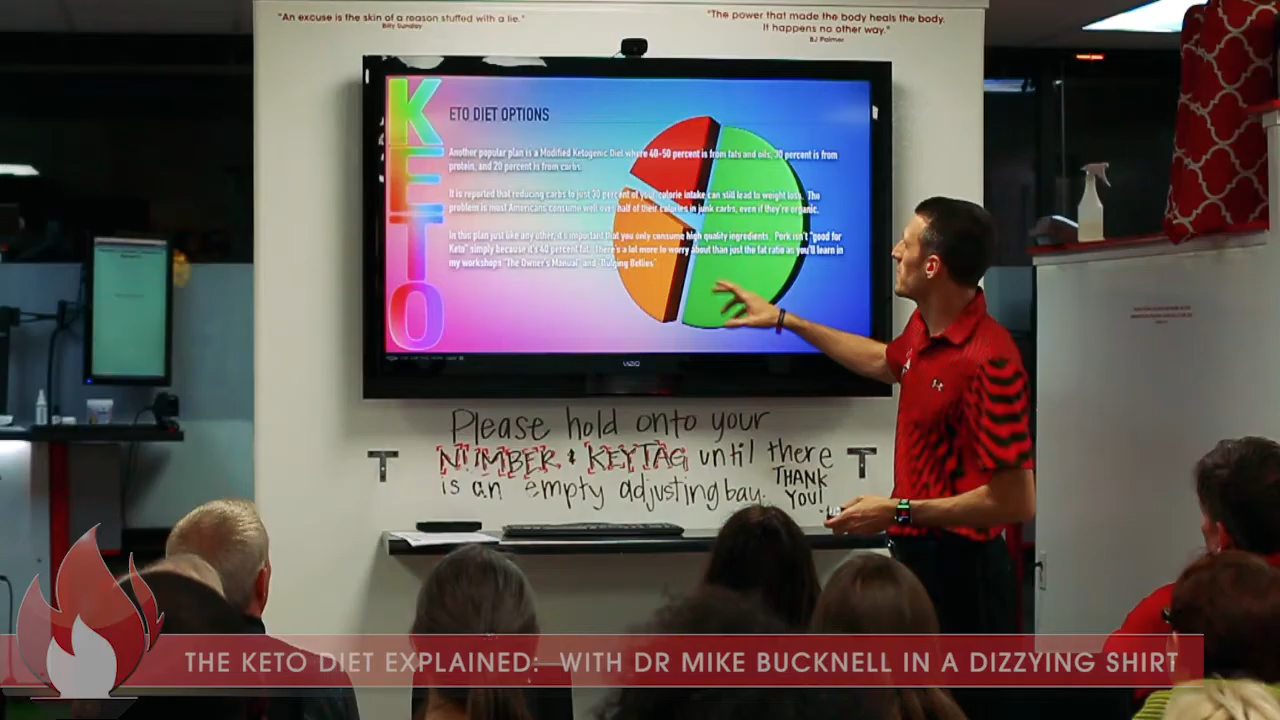 "An excuse is the skin of a reason stuffed with a lie."
Billy Sunday
"The power that made the body heals the body.
It happens no other way."
BJ Palmer
KETO
ETO DIET OPTIONS
Another popular plan is a Modified Ketogenic Diet where 40-50 percent is from fats and oils, 30 percent is from
protein, and 20 percent is from carbs.
It is reported that reducing carbs to just 30 percent of your calorie intake can still lead to weight loss. The
problem is most Americans consume well over half of their calories in junk carbs, even if they're organic.
In this plan just like any other, it's important that you only consume high quality ingredients. Pork isn't "good for
Keto" simply because it's 40 percent fat. There's a lot more to worry about than just the fat ratio as you'll learn in
my workshops "The Owner's Manual" and "Bulging Bellies"
VIZIO
Please hold onto your
NUMBER & KEYTAG until there
is an empty adjusting bay.
THANK
YOU!
THE KETO DIET EXPLAINED: WITH DR MIKE BUCKNELL IN A DIZZYING SHIRT